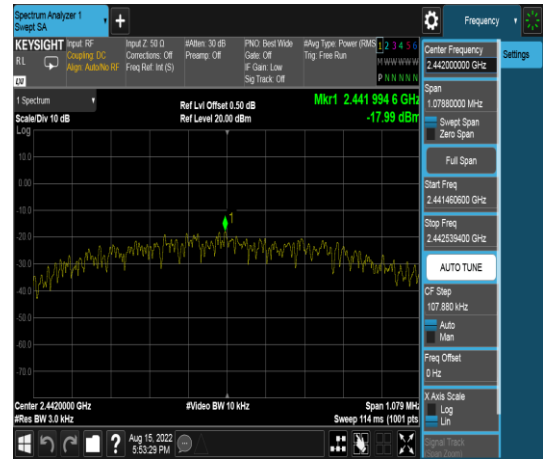 Spectrum Analyzer 1
Swept SA
+
Frequency
KEYSIGHT
RL
LXI
Input: RF
Coupling: DC
Align: Auto/No RF
Input Z: 50 Ω
Corrections: Off
Freq Ref: Int (S)
#Atten: 30 dB
Preamp: Off
PNO: Best Wide
Gate: Off
IF Gain: Low
Sig Track: Off
#Avg Type: Power (RMS
Trig: Free Run
1 2 3 4 5 6
M W W W W W
P N N N N N
1 Spectrum
Scale/Div 10 dB
Log
Ref Lvl Offset 0.50 dB
Ref Level 20.00 dBm
Mkr1 2.441 994 6 GHz
-17.99 dBm
10.0
0.00
-10.0
-20.0
-30.0
-40.0
-50.0
-60.0
-70.0
1
Center 2.4420000 GHz
#Res BW 3.0 kHz
#Video BW 10 kHz
Span 1.079 MHz
Sweep 114 ms (1001 pts
Center Frequency
2.442000000 GHz
Span
1.07880000 MHz
Swept Span
Zero Span
Full Span
Start Freq
2.441460600 GHz
Stop Freq
2.442539400 GHz
AUTO TUNE
CF Step
107.880 kHz
Auto
Man
Freq Offset
0 Hz
X Axis Scale
Log
Lin
Signal Track
(Span Zoom)
Settings
?
Aug 15, 2022
5:53:29 PM